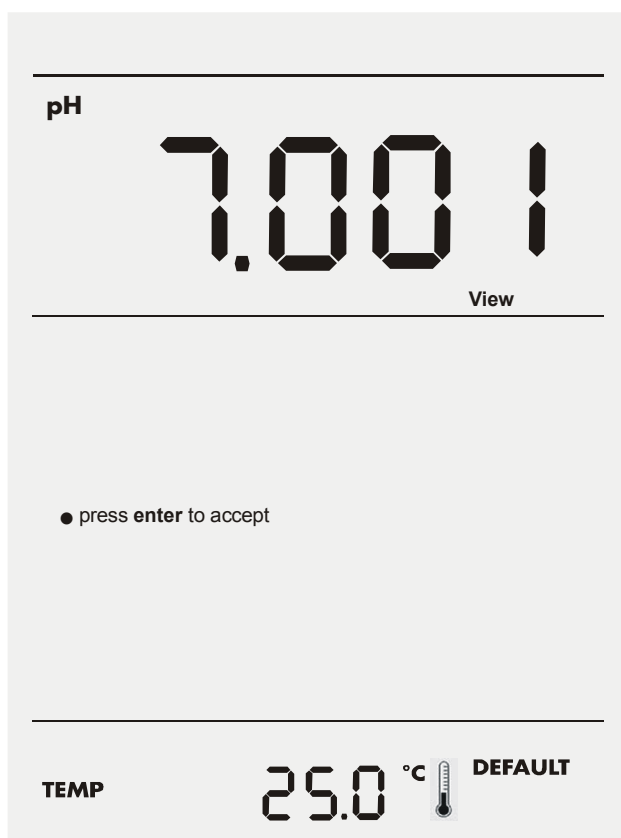 pH
7.001
View
● press enter to accept
TEMP 25.0 °C DEFAULT